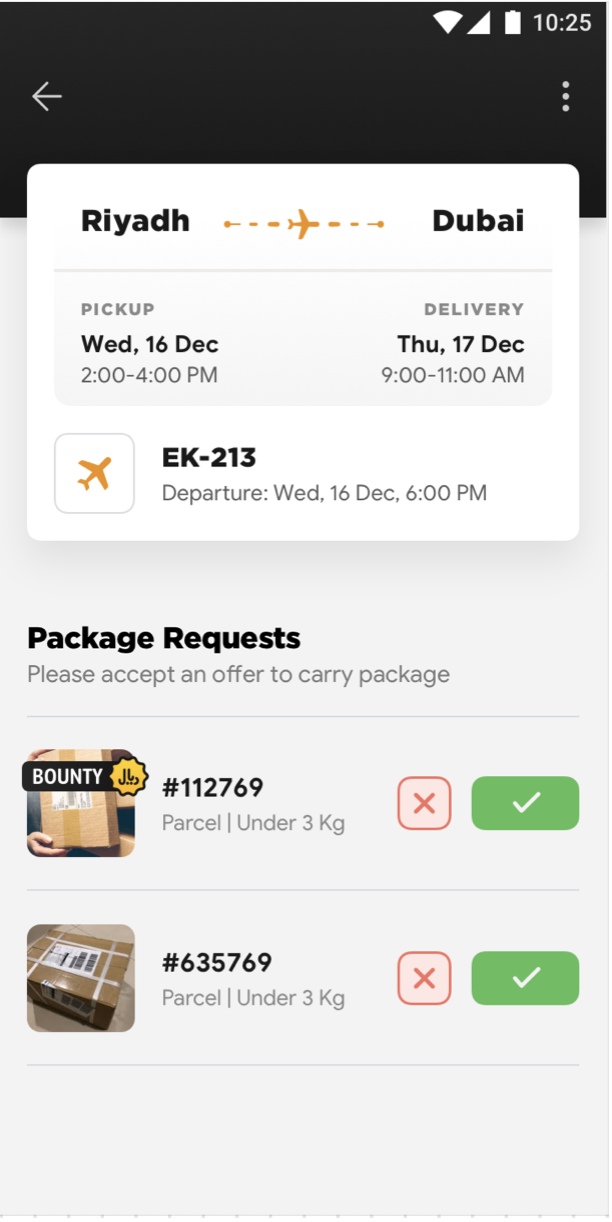 10:25
Riyadh Dubai
PICKUP DELIVERY
Wed, 16 Dec Thu, 17 Dec
2:00-4:00 PM 9:00-11:00 AM
EK-213
Departure: Wed, 16 Dec, 6:00 PM
Package Requests
Please accept an offer to carry package
BOUNTY ﷼
#112769
Parcel | Under 3 Kg
#635769
Parcel | Under 3 Kg